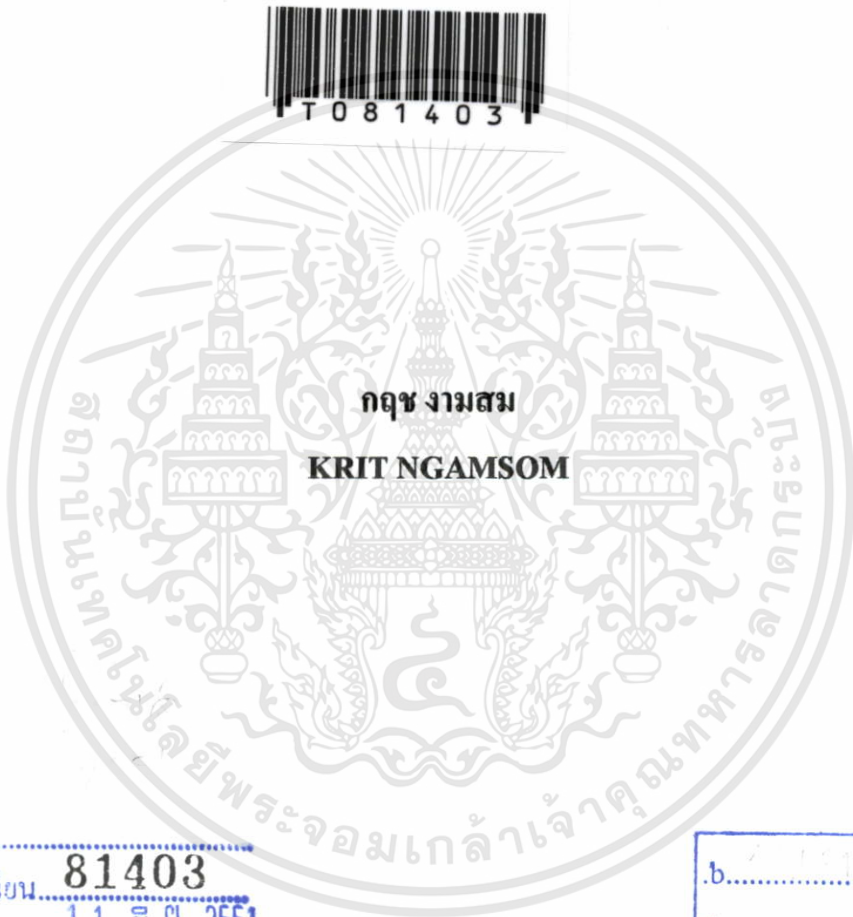 T081403
กฤช งามสม
KRIT NGAMSOM
สถาบันเทคโนโลยีพระจอมเกล้าเจ้าคุณทหารลาดกระบัง
81403
.b